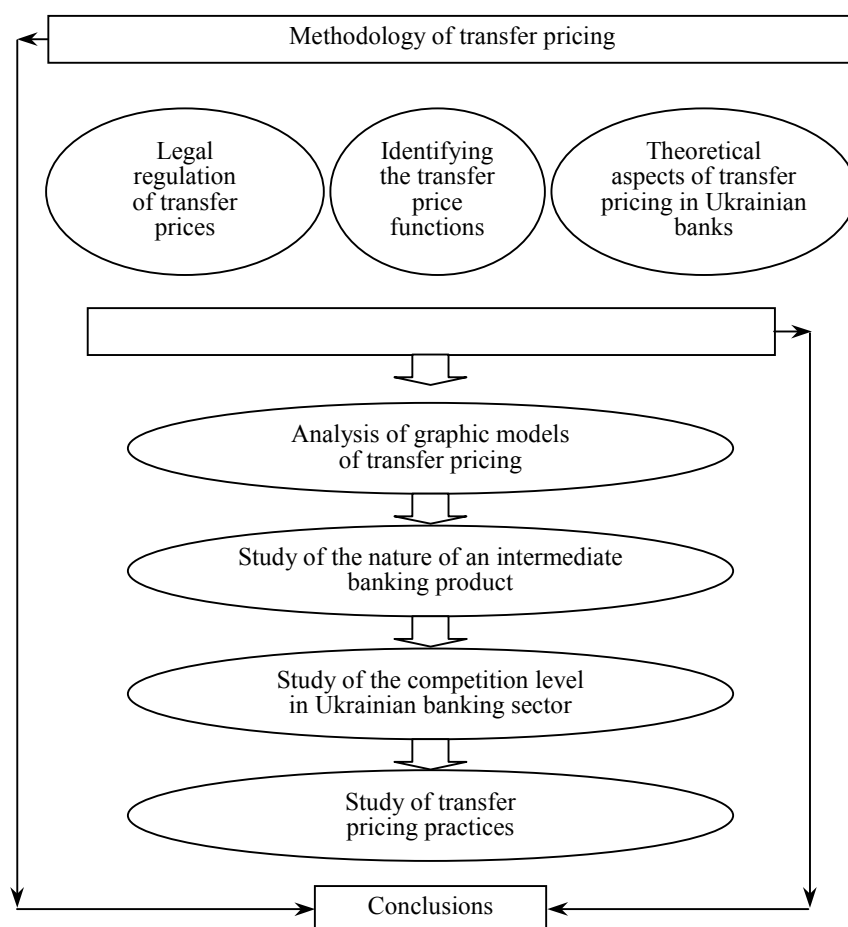 Methodology of transfer pricing
Legal
regulation
of transfer
prices
Identifying
the transfer
price
functions
Theoretical
aspects of transfer
pricing in Ukrainian
banks
Analysis of graphic models
of transfer pricing
Study of the nature of an intermediate
banking product
Study of the competition level
in Ukrainian banking sector
Study of transfer
pricing practices
Conclusions